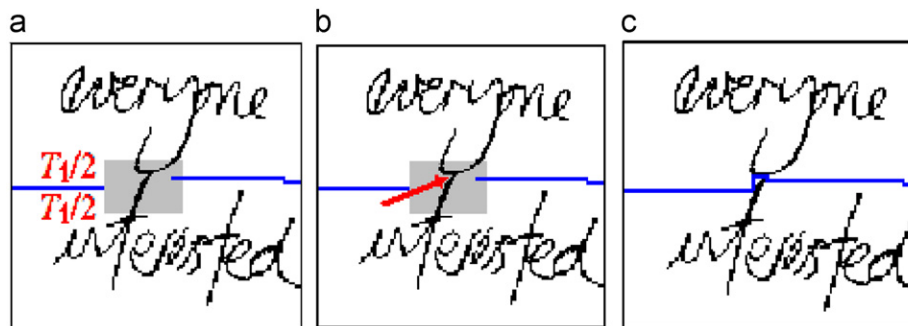 a b c
everyone everyone everyone
T₁/2
T₁/2
interested interested interested